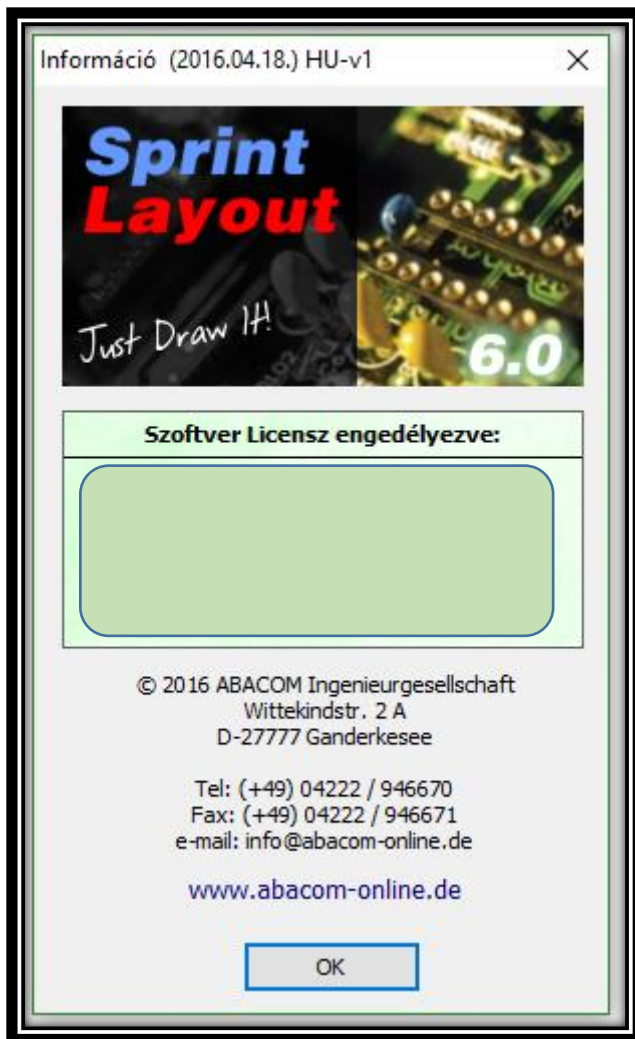 Információ (2016.04.18.) HU-v1
Sprint
Layout
Just Draw It!
6.0
Szoftver Licensz engedélyezve:
© 2016 ABACOM Ingenieurgesellschaft
Wittekindstr. 2 A
D-27777 Ganderkesee
Tel: (+49) 04222 / 946670
Fax: (+49) 04222 / 946671
e-mail: info@abacom-online.de
www.abacom-online.de
OK